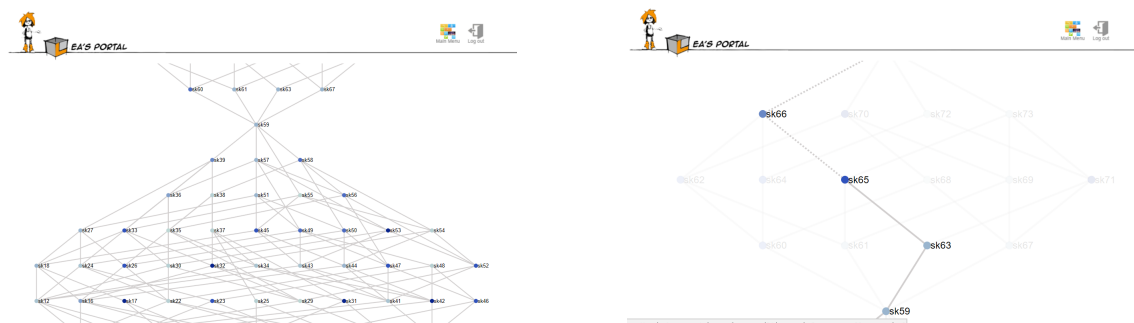 Main Menu Log out
LEA'S PORTAL
sk60 sk61 sk63 sk67
sk59
sk39 sk57 sk58
sk36 sk38 sk51 sk55 sk56
sk27 sk33 sk35 sk37 sk45 sk49 sk50 sk53 sk54
sk18 sk24 sk26 sk30 sk32 sk34 sk43 sk44 sk47 sk48 sk52
sk12 sk16 sk17 sk22 sk23 sk25 sk29 sk31 sk41 sk42 sk46
Main Menu Log out
LEA'S PORTAL
sk66 sk70 sk72 sk73
sk62 sk64 sk65 sk68 sk69 sk71
sk60 sk61 sk63 sk67
sk59